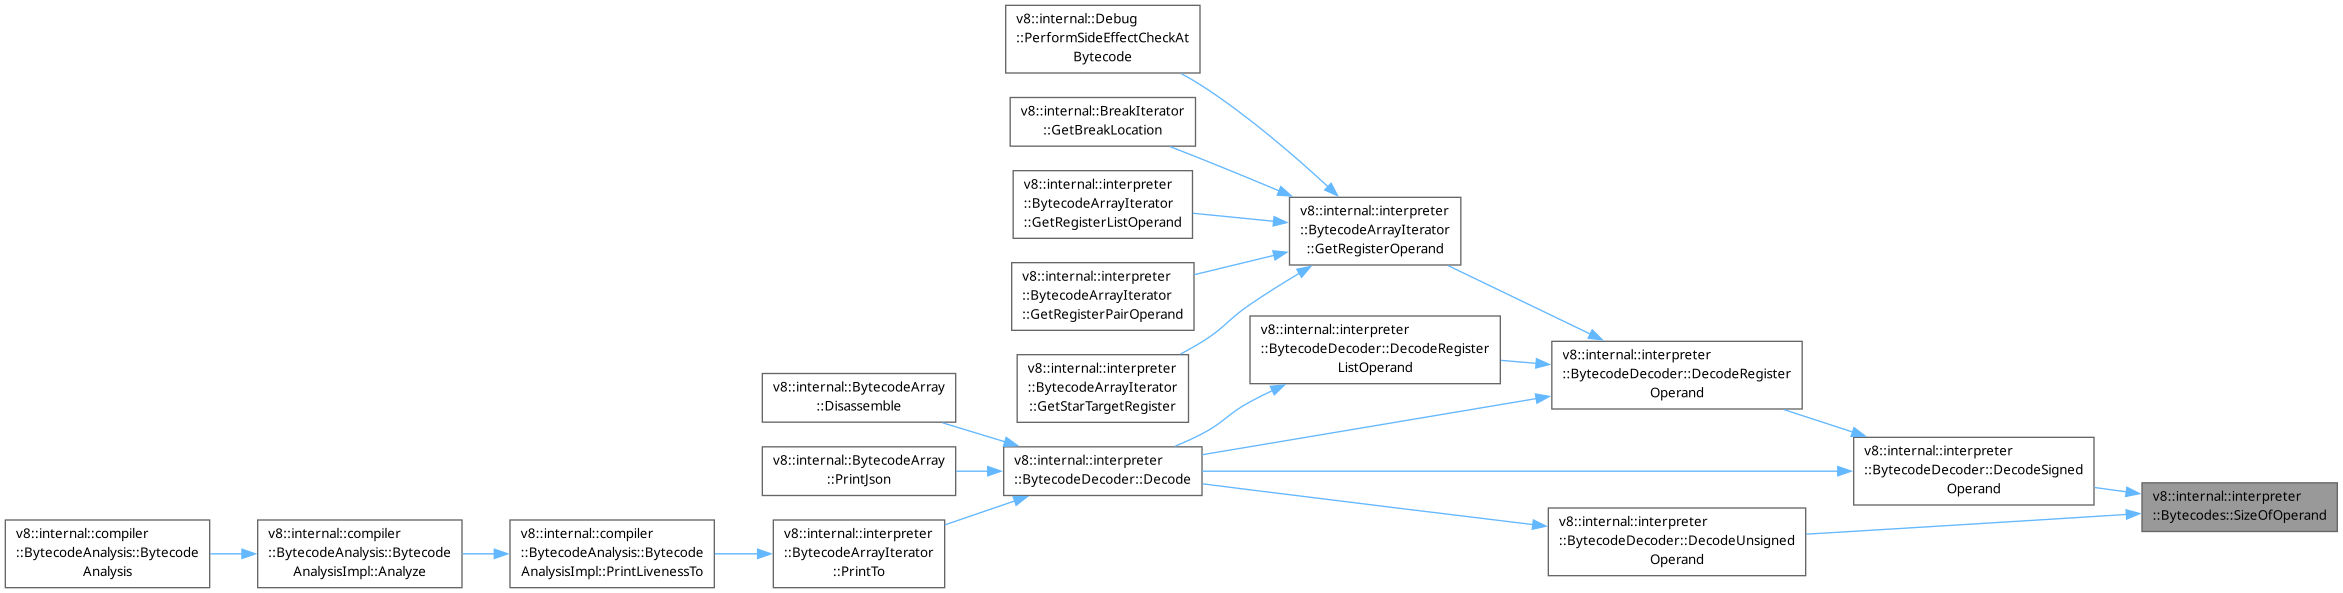 v8::internal::Debug
::PerformSideEffectCheckAt
Bytecode
v8::internal::BreakIterator
::GetBreakLocation
v8::internal::interpreter
::BytecodeArrayIterator
::GetRegisterListOperand
v8::internal::interpreter
::BytecodeArrayIterator
::GetRegisterOperand
v8::internal::interpreter
::BytecodeArrayIterator
::GetRegisterPairOperand
v8::internal::interpreter
::BytecodeDecoder::DecodeRegister
ListOperand
v8::internal::interpreter
::BytecodeDecoder::DecodeRegister
Operand
v8::internal::interpreter
::BytecodeArrayIterator
::GetStarTargetRegister
v8::internal::BytecodeArray
::Disassemble
v8::internal::BytecodeArray
::PrintJson
v8::internal::interpreter
::BytecodeDecoder::Decode
v8::internal::interpreter
::BytecodeDecoder::DecodeSigned
Operand
v8::internal::interpreter
::Bytecodes::SizeOfOperand
v8::internal::compiler
::BytecodeAnalysis::Bytecode
Analysis
v8::internal::compiler
::BytecodeAnalysis::Bytecode
AnalysisImpl::Analyze
v8::internal::compiler
::BytecodeAnalysis::Bytecode
AnalysisImpl::PrintLivenessTo
v8::internal::interpreter
::BytecodeArrayIterator
::PrintTo
v8::internal::interpreter
::BytecodeDecoder::DecodeUnsigned
Operand